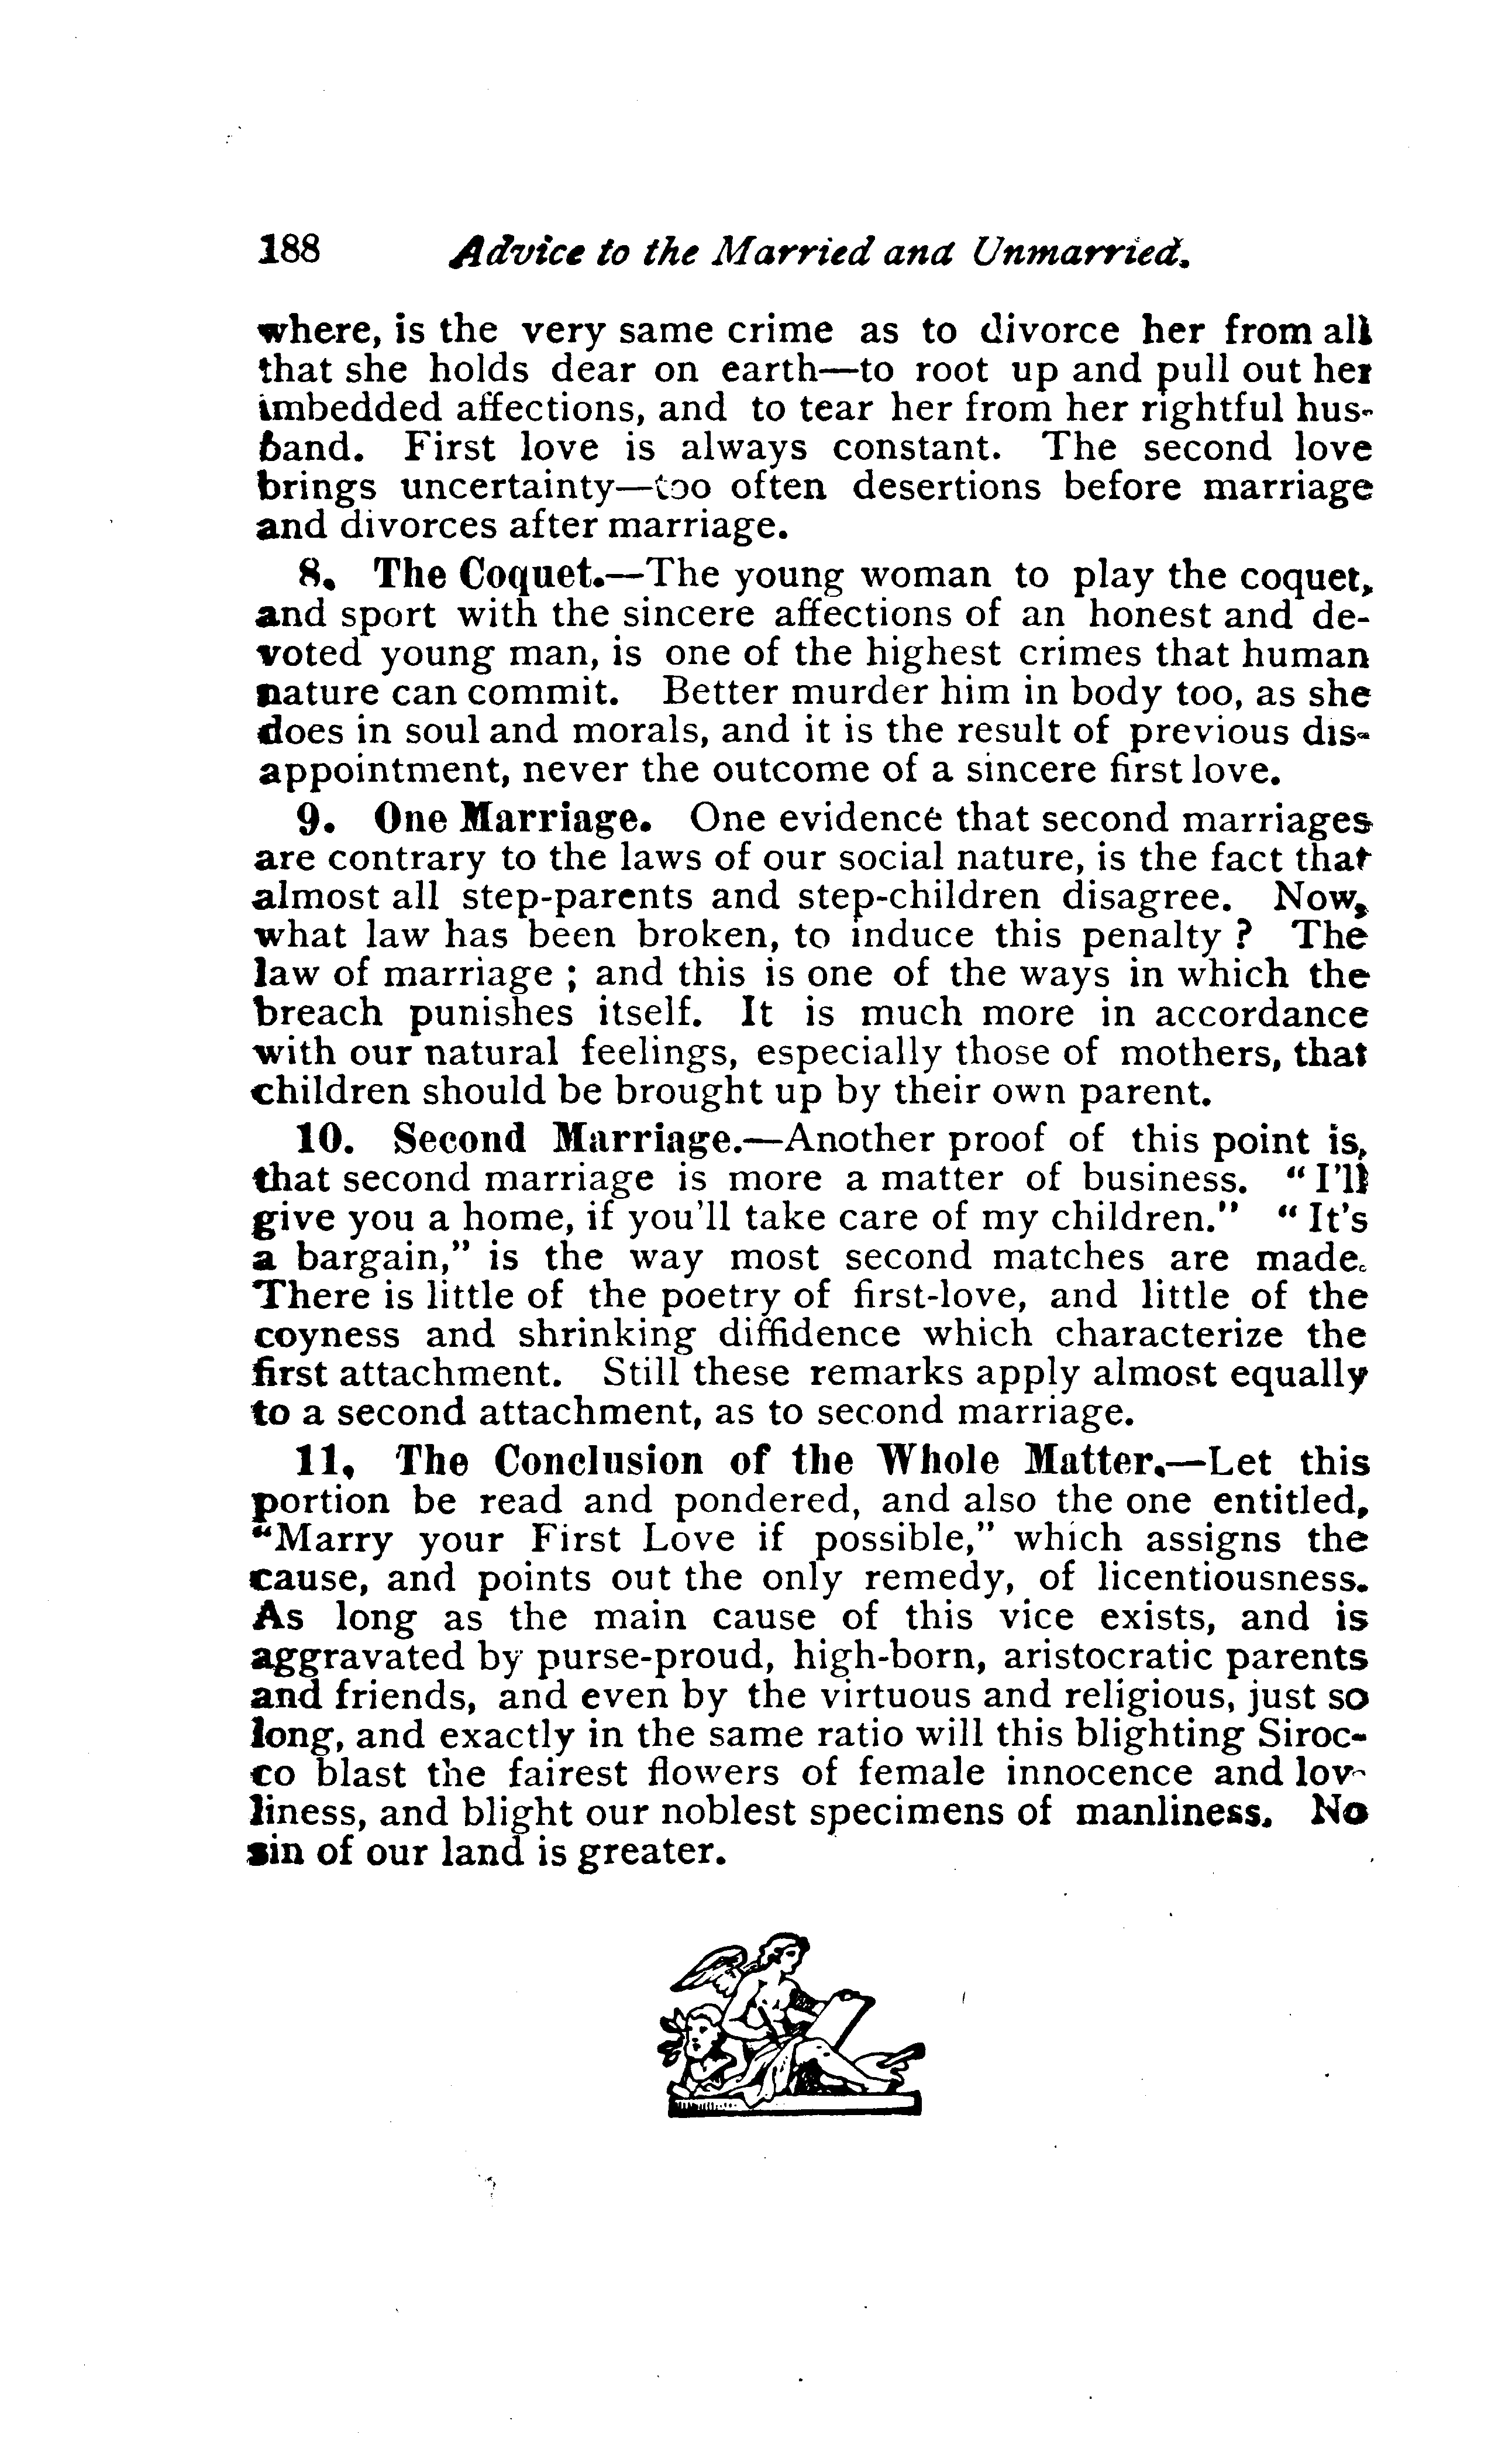 188 Advice to the Married and Unmarried.
where, is the very same crime as to divorce her from all
that she holds dear on earth—to root up and pull out her
imbedded affections, and to tear her from her rightful hus-
band. First love is always constant. The second love
brings uncertainty—too often desertions before marriage
and divorces after marriage.
8. The Coquet.—The young woman to play the coquet,
and sport with the sincere affections of an honest and de-
voted young man, is one of the highest crimes that human
nature can commit. Better murder him in body too, as she
does in soul and morals, and it is the result of previous dis-
appointment, never the outcome of a sincere first love.
9. One Marriage. One evidence that second marriages
are contrary to the laws of our social nature, is the fact that
almost all step-parents and step-children disagree. Now,
what law has been broken, to induce this penalty ? The
law of marriage ; and this is one of the ways in which the
breach punishes itself. It is much more in accordance
with our natural feelings, especially those of mothers, that
children should be brought up by their own parent.
10. Second Marriage.—Another proof of this point is,
that second marriage is more a matter of business. "I'll
give you a home, if you'll take care of my children." "It's
a bargain," is the way most second matches are made.
There is little of the poetry of first-love, and little of the
coyness and shrinking diffidence which characterize the
first attachment. Still these remarks apply almost equally
to a second attachment, as to second marriage.
11. The Conclusion of the Whole Matter.—Let this
portion be read and pondered, and also the one entitled,
"Marry your First Love if possible," which assigns the
cause, and points out the only remedy, of licentiousness.
As long as the main cause of this vice exists, and is
aggravated by purse-proud, high-born, aristocratic parents
and friends, and even by the virtuous and religious, just so
long, and exactly in the same ratio will this blighting Siroc-
co blast the fairest flowers of female innocence and lov-
liness, and blight our noblest specimens of manliness. No
sin of our land is greater.